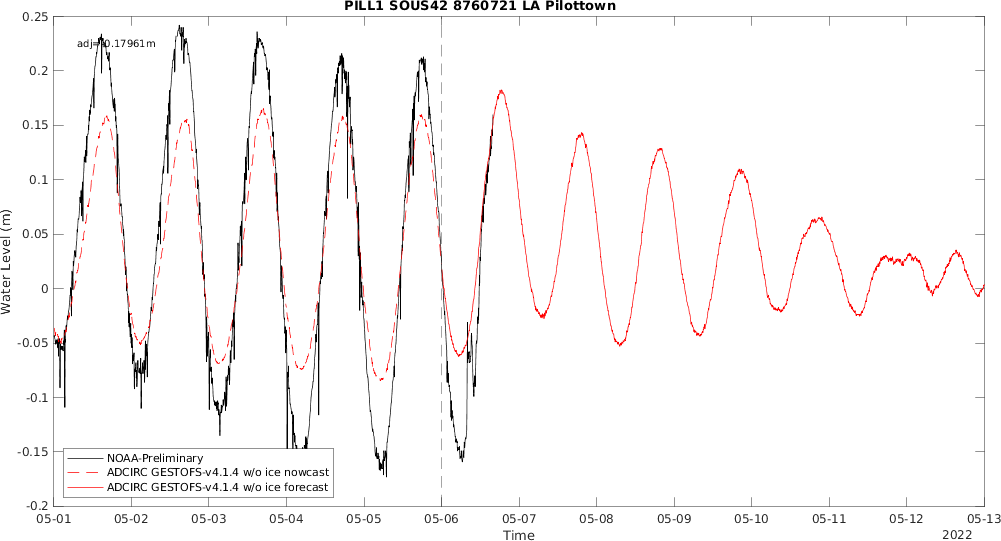 PILL1 SOUS42 8760721 LA Pilottown
adj=-0.17961m
Water Level (m)
0.25
0.2
0.15
0.1
0.05
0
-0.05
-0.1
-0.15
-0.2
NOAA-Preliminary
ADCIRC GESTOFS-v4.1.4 w/o ice nowcast
ADCIRC GESTOFS-v4.1.4 w/o ice forecast
05-01 05-02 05-03 05-04 05-05 05-06 05-07 05-08 05-09 05-10 05-11 05-12 05-13
Time
2022